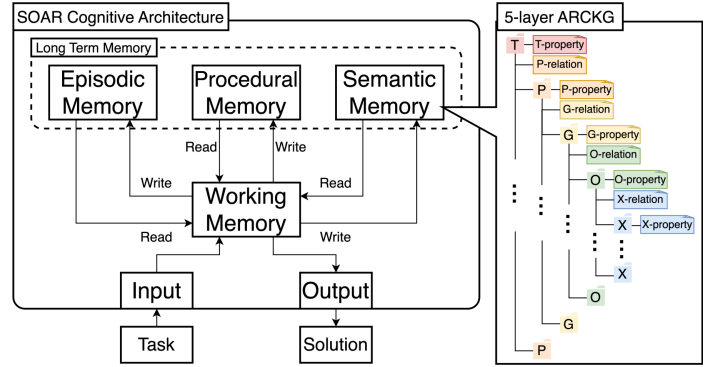 SOAR Cognitive Architecture
Long Term Memory
Episodic
Memory
Procedural
Memory
Semantic
Memory
Read
Write
Write
Read
Working
Memory
Read
Write
Input
Output
Task
Solution
5-layer ARCKG
T
T-property
P-relation
P
P-property
G-relation
G
G-property
O-relation
O
O-property
X-relation
X
X-property
X
O
G
P